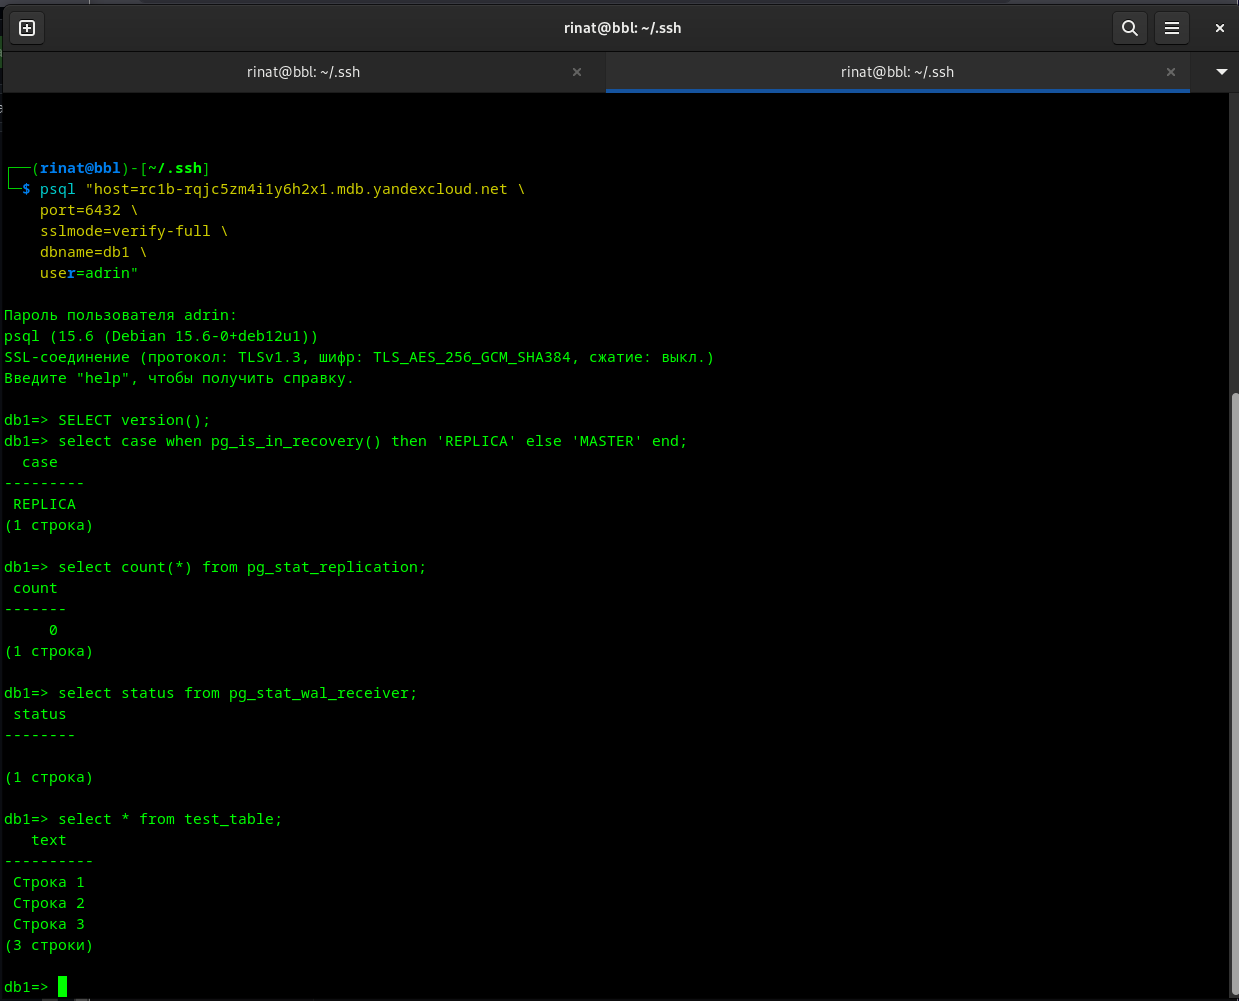 rinat@bbl: ~/.ssh
rinat@bbl: ~/.ssh
rinat@bbl: ~/.ssh
┌──(rinat@bbl)-[~/.ssh]
└─$ psql "host=rc1b-rqjc5zm4i1y6h2x1.mdb.yandexcloud.net \
    port=6432 \
    sslmode=verify-full \
    dbname=db1 \
    user=adrin"
Пароль пользователя adrin:
psql (15.6 (Debian 15.6-0+deb12u1))
SSL-соединение (протокол: TLSv1.3, шифр: TLS_AES_256_GCM_SHA384, сжатие: выкл.)
Введите "help", чтобы получить справку.
db1=> SELECT version();
db1=> select case when pg_is_in_recovery() then 'REPLICA' else 'MASTER' end;
  case
---------
 REPLICA
(1 строка)
db1=> select count(*) from pg_stat_replication;
 count
-------
     0
(1 строка)
db1=> select status from pg_stat_wal_receiver;
 status
--------
(1 строка)
db1=> select * from test_table;
   text
----------
 Строка 1
 Строка 2
 Строка 3
(3 строки)
db1=>